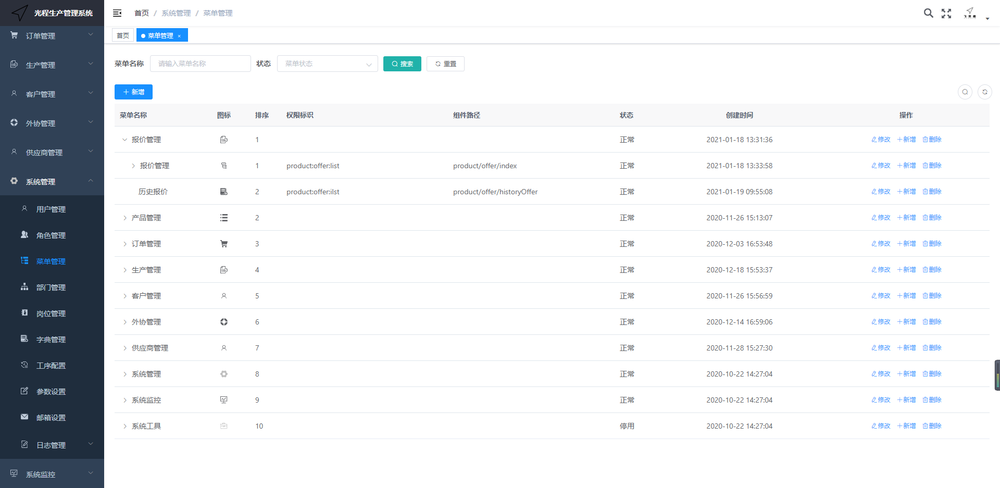 光程生产管理系统
首页 / 系统管理 / 菜单管理
首页
菜单管理 ×
订单管理
生产管理
客户管理
外协管理
供应商管理
系统管理
用户管理
角色管理
菜单管理
部门管理
岗位管理
字典管理
工序配置
参数设置
邮箱设置
日志管理
系统监控
菜单名称 请输入菜单名称 状态 菜单状态 搜索 重置
新增
菜单名称 图标 排序 权限标识 组件路径 状态 创建时间 操作
报价管理 1 正常 2021-01-18 13:31:36 修改 新增 删除
报价管理 1 product:offer:list product/offer/index 正常 2021-01-18 13:33:58 修改 新增 删除
历史报价 2 product:offer:ilst product/offer/historyOffer 正常 2021-01-19 09:55:08 修改 新增 删除
产品管理 2 正常 2020-11-26 15:13:07 修改 新增 删除
订单管理 3 正常 2020-12-03 16:53:48 修改 新增 删除
生产管理 4 正常 2020-12-18 15:53:37 修改 新增 删除
客户管理 5 正常 2020-11-26 15:56:59 修改 新增 删除
外协管理 6 正常 2020-12-14 16:59:06 修改 新增 删除
供应商管理 7 正常 2020-11-28 15:27:30 修改 新增 删除
系统管理 8 正常 2020-10-22 14:27:04 修改 新增 删除
系统监控 9 正常 2020-10-22 14:27:04 修改 新增 删除
系统工具 10 停用 2020-10-22 14:27:04 修改 新增 删除